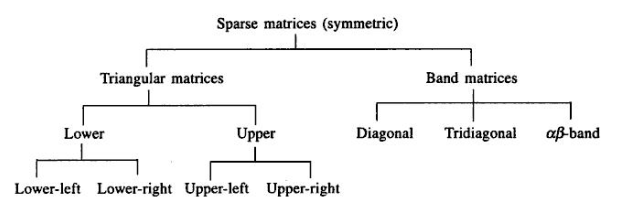 Sparse matrices (symmetric)
Triangular matrices Band matrices
Lower Upper Diagonal Tridiagonal αβ-band
Lower-left Lower-right Upper-left Upper-right